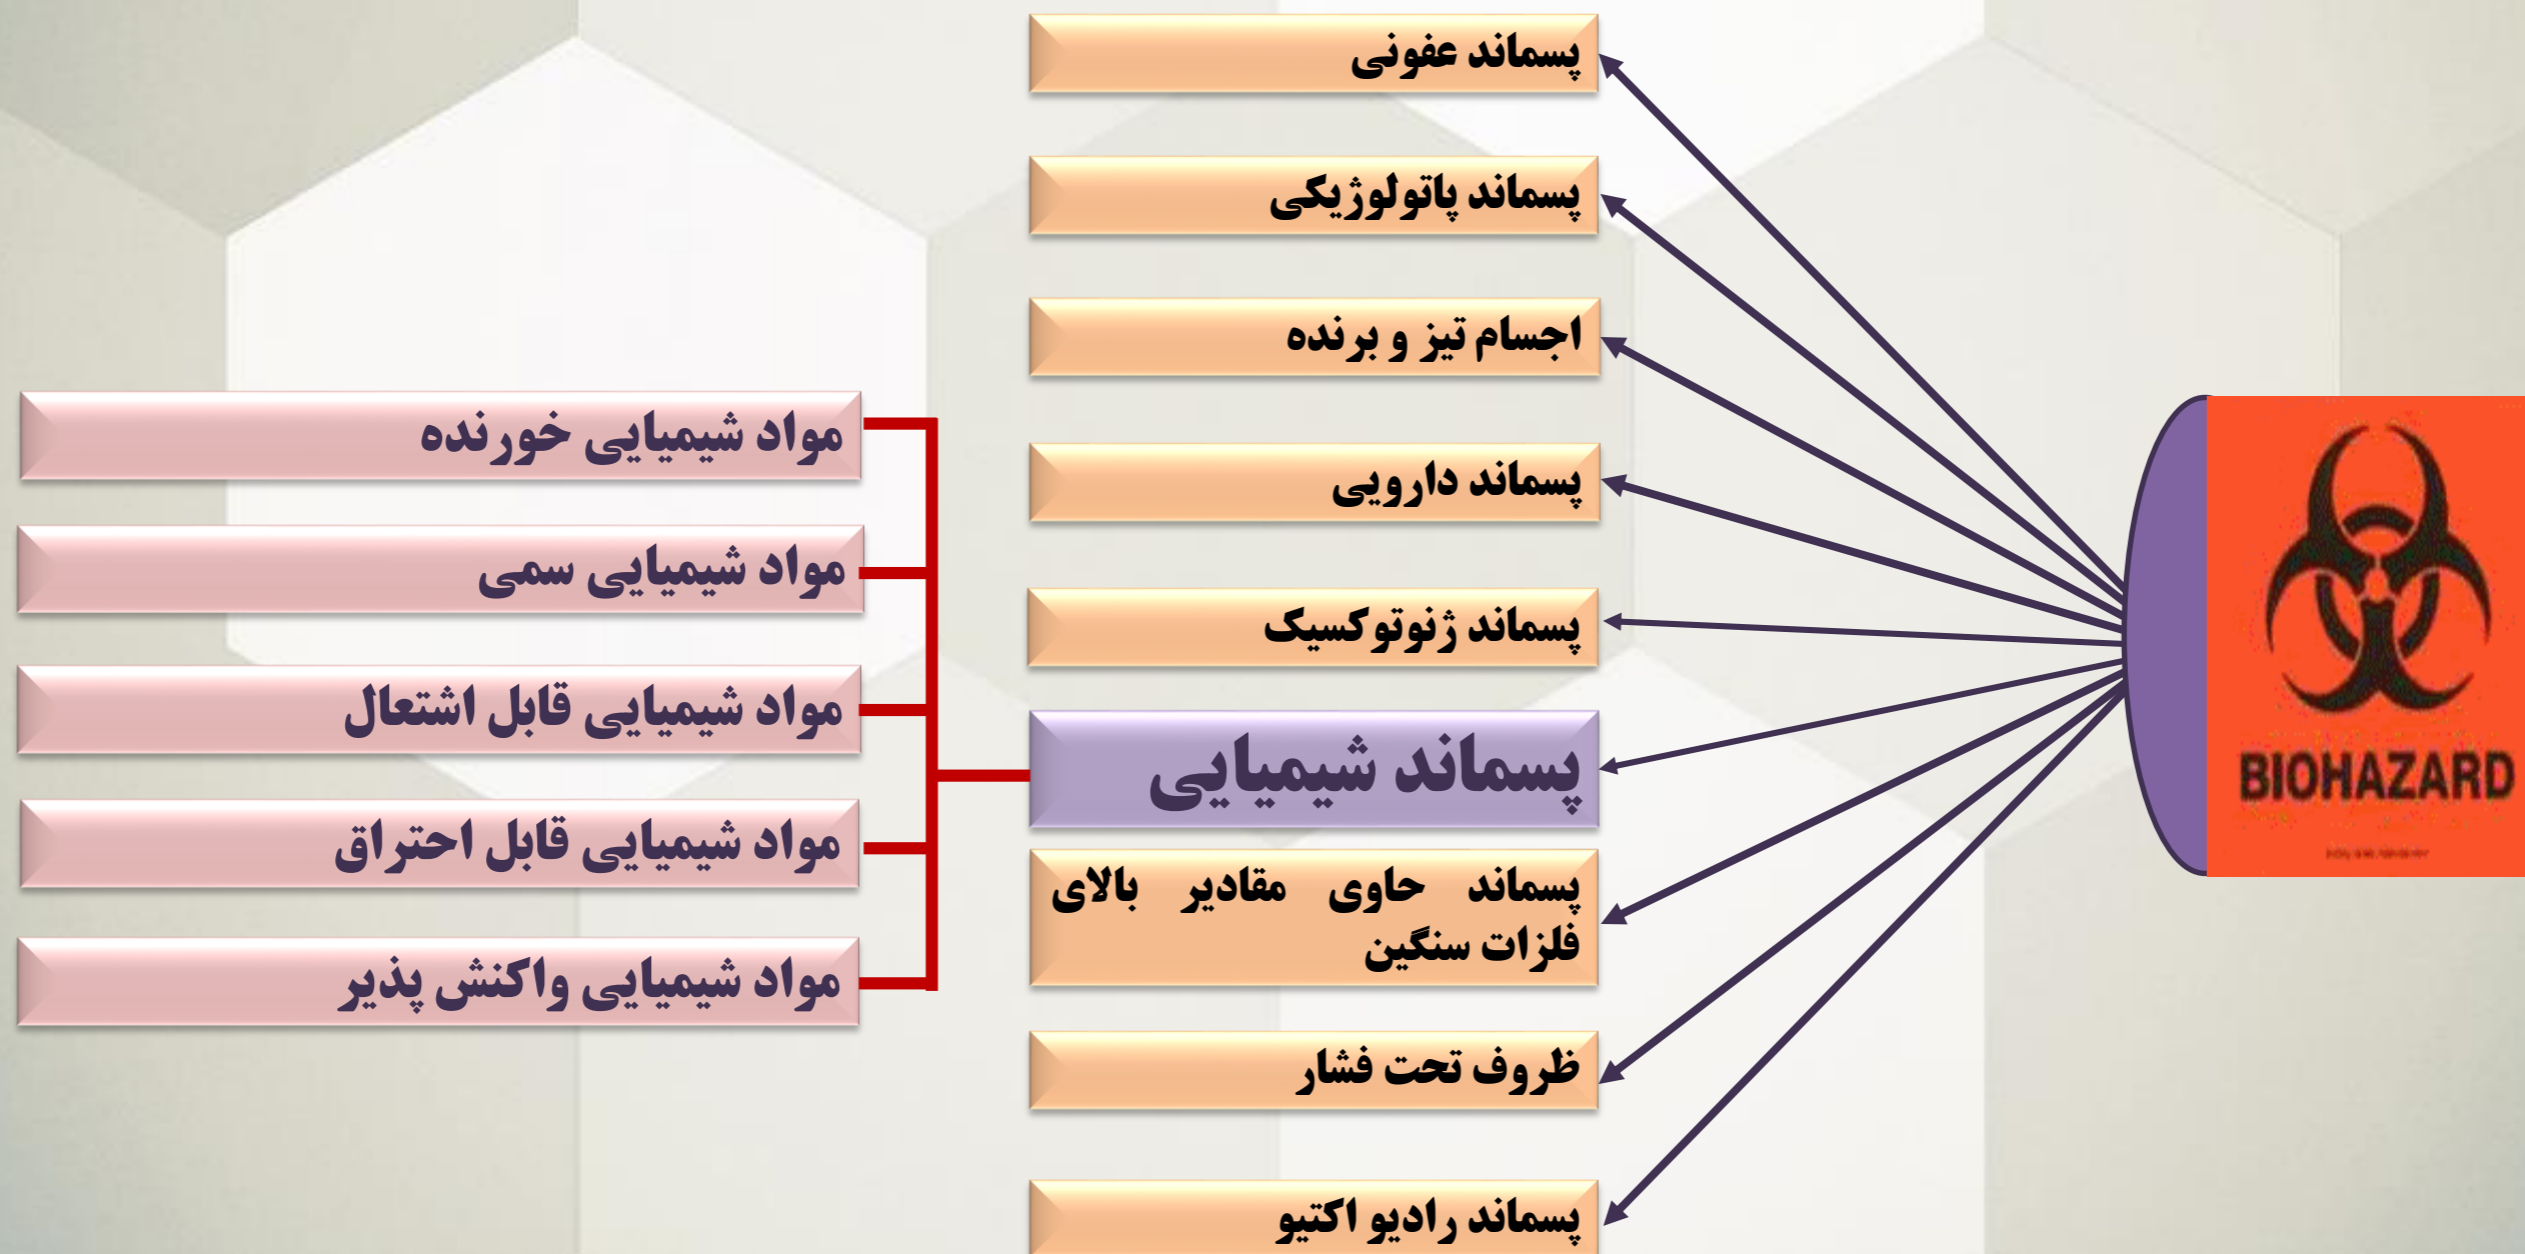 BIOHAZARD
پسماند عفونی
پسماند پاتولوژیکی
اجسام تیز و برنده
پسماند دارویی
پسماند ژنوتوکسیک
پسماند شیمیایی
پسماند حاوی مقادیر بالای
فلزات سنگین
ظروف تحت فشار
پسماند رادیو اکتیو
مواد شیمیایی خورنده
مواد شیمیایی سمی
مواد شیمیایی قابل اشتعال
مواد شیمیایی قابل احتراق
مواد شیمیایی واکنش پذیر